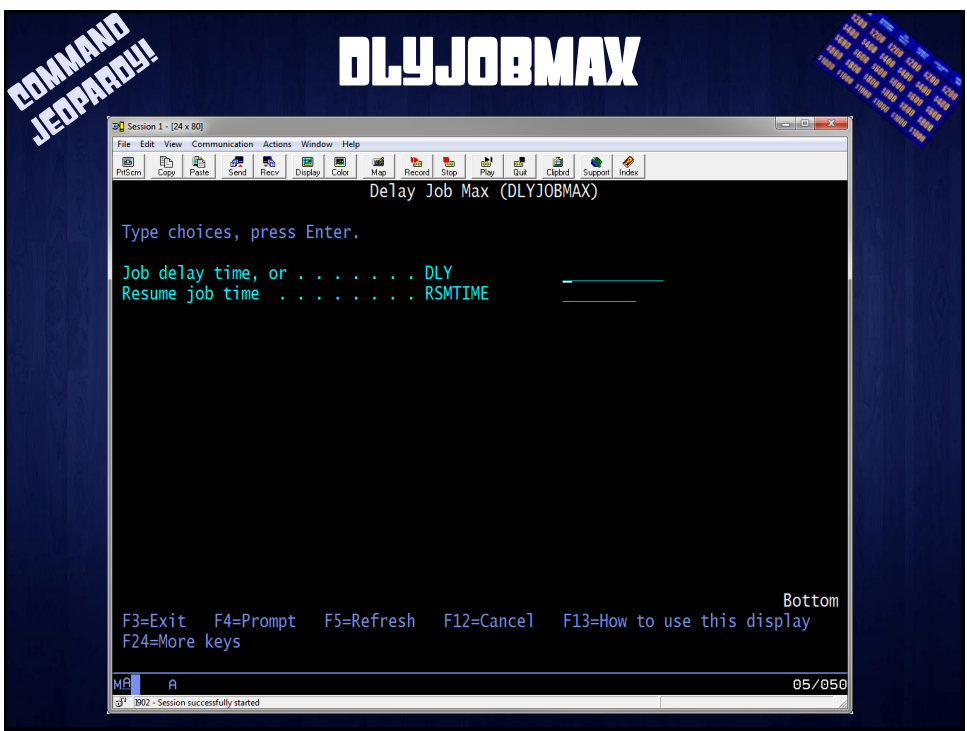 COMMAND
JEOPARDY!
DLYJOBMAX
Session 1 - [24 x 80]
File Edit View Communication Actions Window Help
PrtScrn Copy Paste Send Recv Display Color Map Record Stop Play Quit Clipbrd Support Index
Delay Job Max (DLYJOBMAX)
Type choices, press Enter.
Job delay time, or . . . . . . . DLY
Resume job time . . . . . . . . RSMTIME
Bottom
F3=Exit F4=Prompt F5=Refresh F12=Cancel F13=How to use this display
F24=More keys
MA A 05/050
I902 - Session successfully started